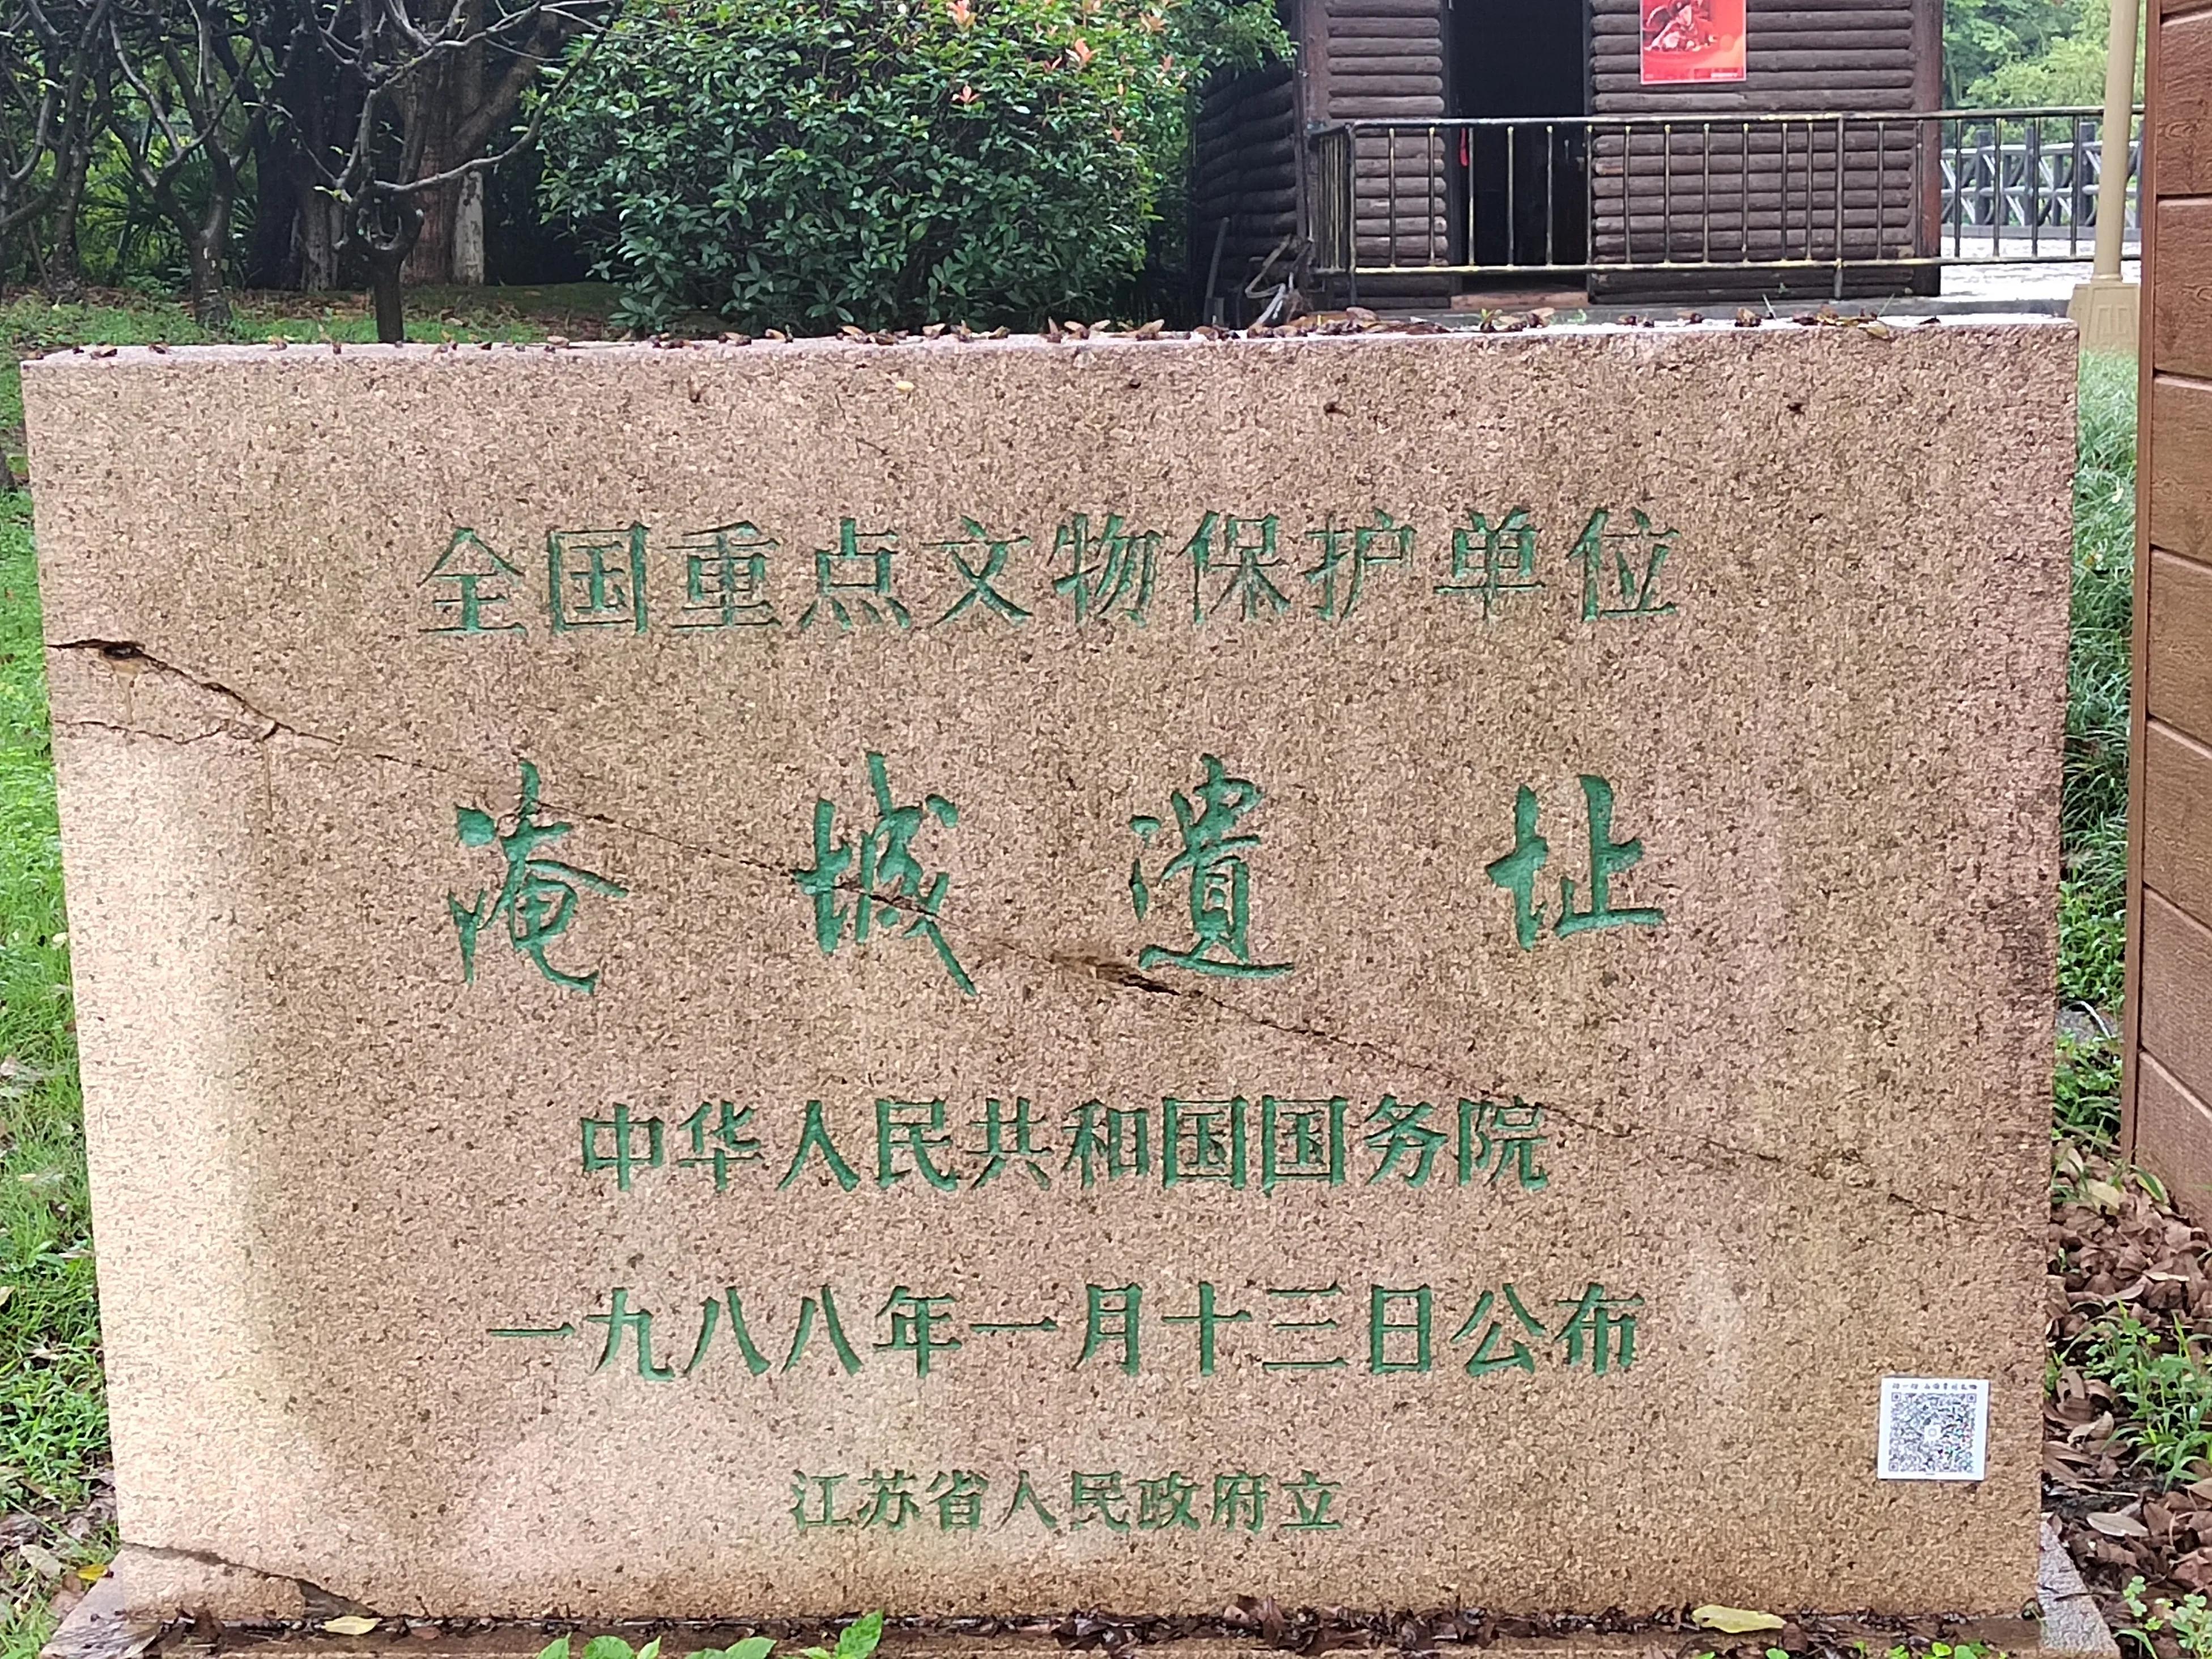 全国重点文物保护单位
淹城遗址
中华人民共和国国务院
一九八八年一月十三日公布
江苏省人民政府立